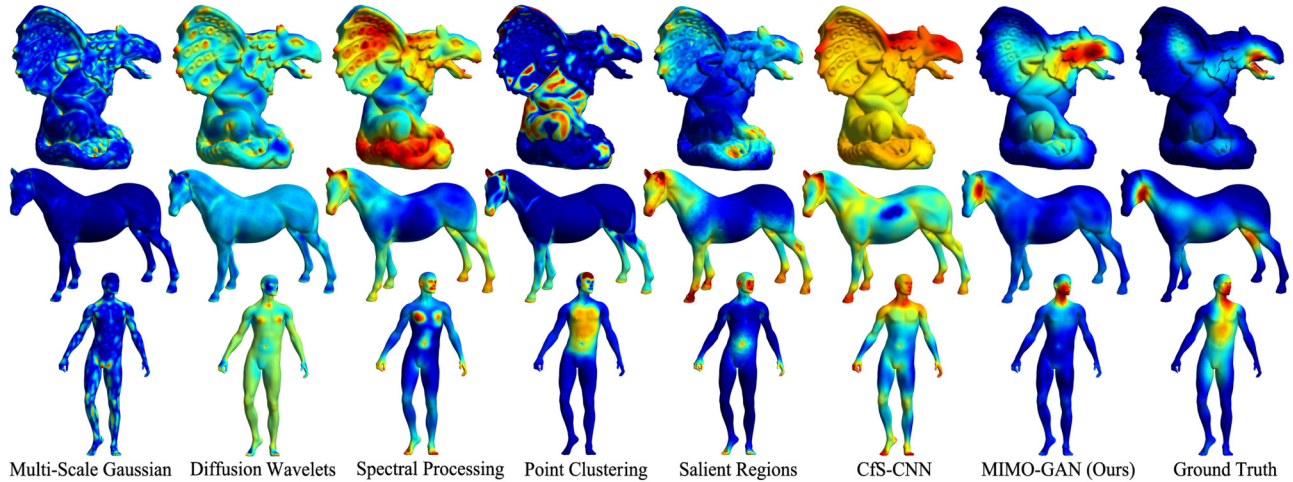 Multi-Scale Gaussian Diffusion Wavelets Spectral Processing Point Clustering Salient Regions CfS-CNN MIMO-GAN (Ours) Ground Truth